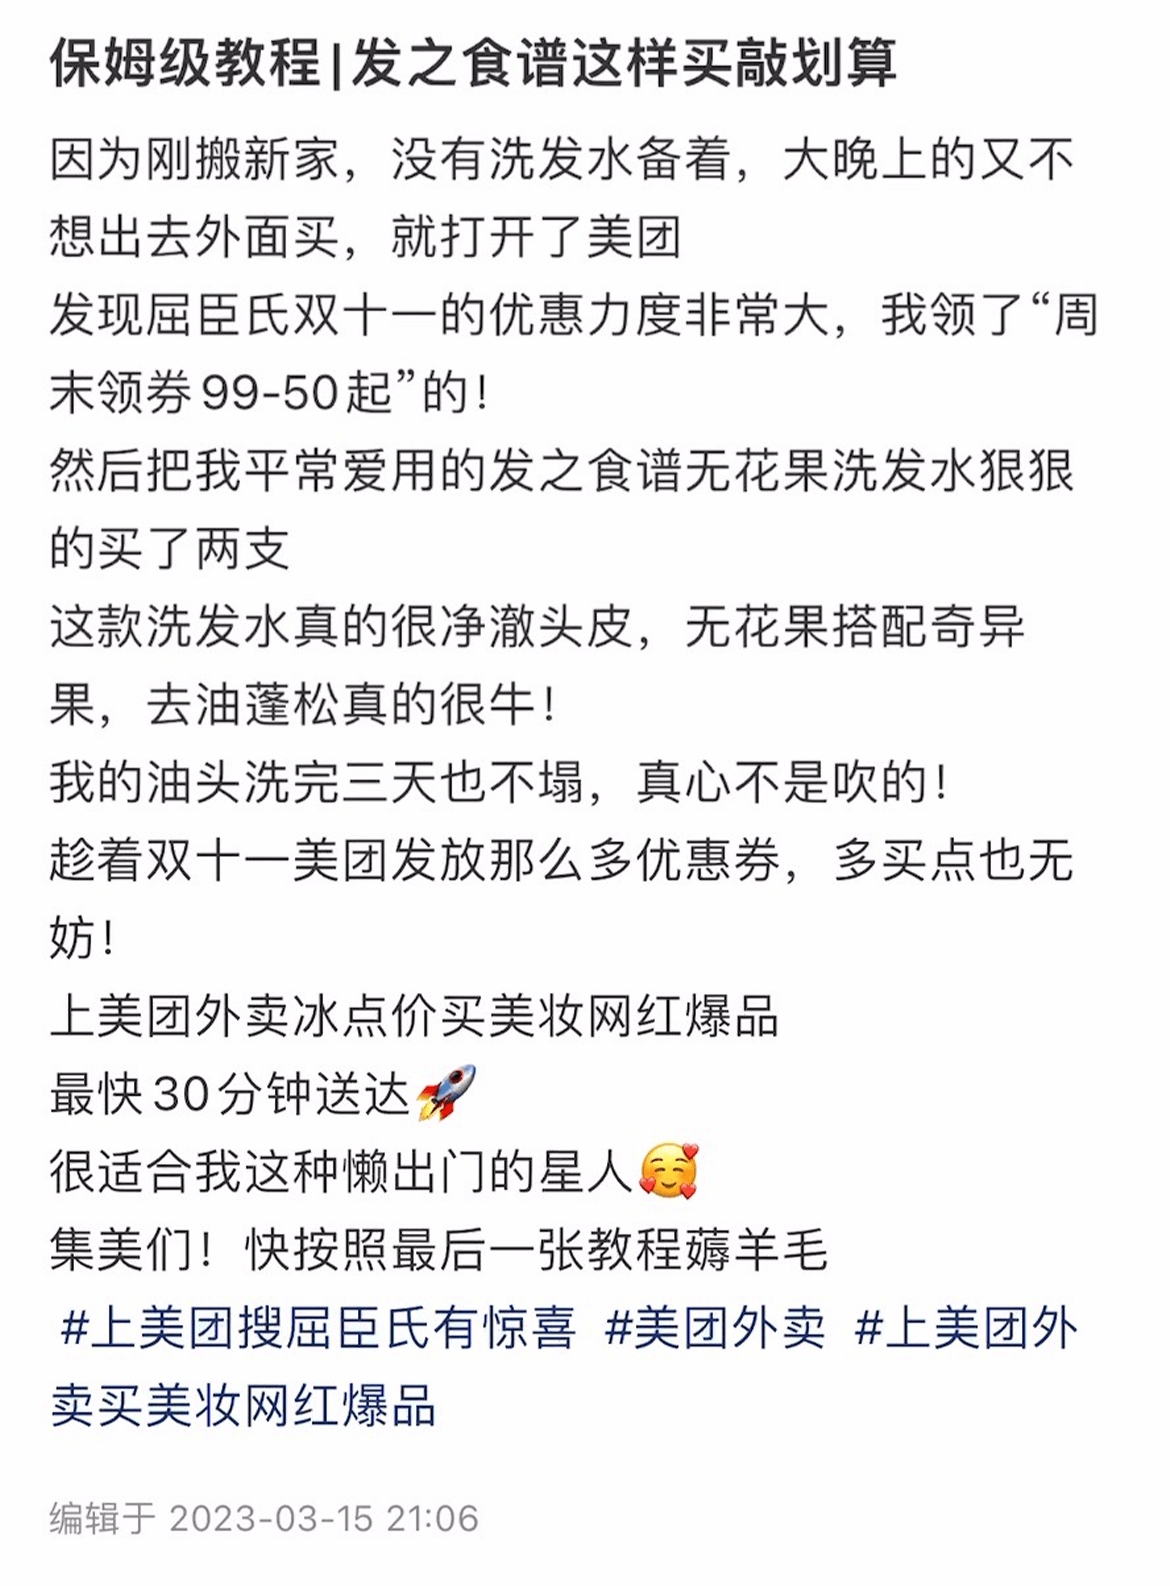 保姆级教程|发之食谱这样买敲划算
因为刚搬新家，没有洗发水备着，大晚上的又不
想出去外面买，就打开了美团
发现屈臣氏双十一的优惠力度非常大，我领了“周
末领券99-50起”的！
然后把我平常爱用的发之食谱无花果洗发水狠狠
的买了两支
这款洗发水真的很净澈头皮，无花果搭配奇异
果，去油蓬松真的很牛！
我的油头洗完三天也不塌，真心不是吹的！
趁着双十一美团发放那么多优惠券，多买点也无
妨！
上美团外卖冰点价买美妆网红爆品
最快30分钟送达🚀
很适合我这种懒出门的星人🥰
集美们！快按照最后一张教程薅羊毛
#上美团搜屈臣氏有惊喜 #美团外卖 #上美团外
卖买美妆网红爆品
编辑于 2023-03-15 21:06